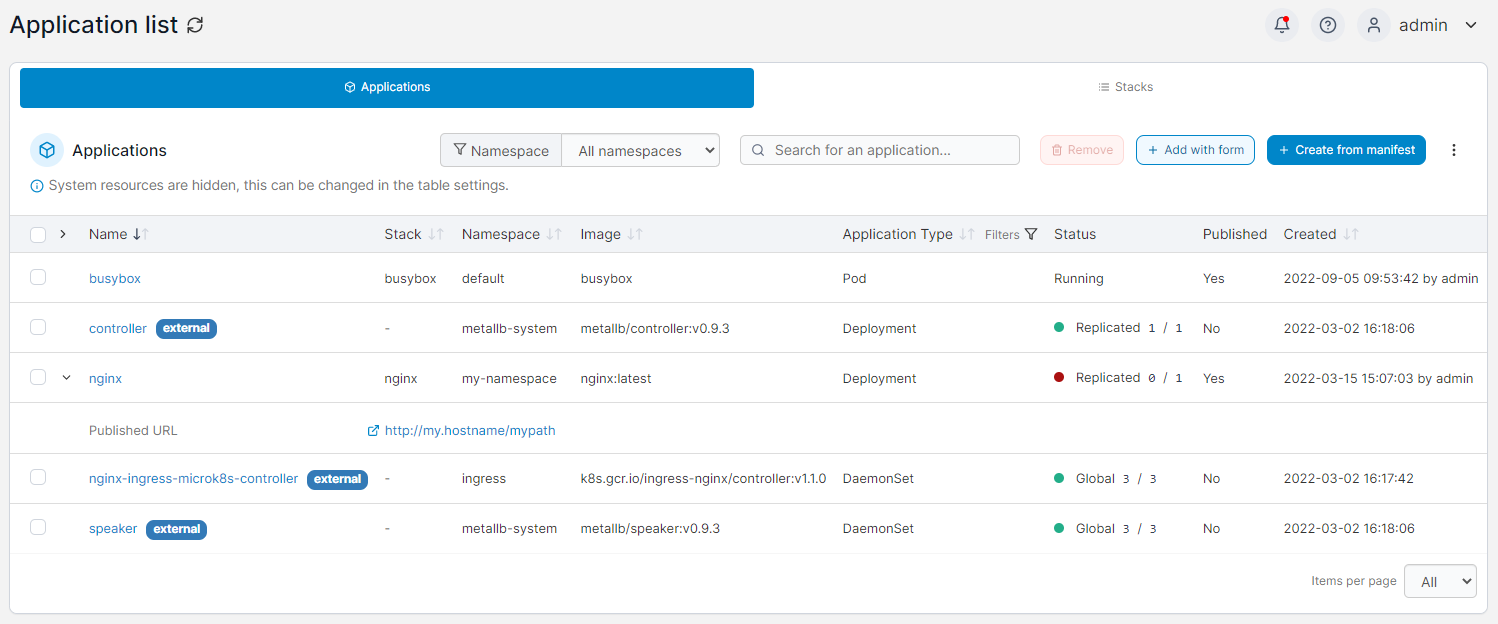 Application list
admin
Applications
Stacks
Applications
Namespace
All namespaces
Search for an application...
Remove
+ Add with form
+ Create from manifest
System resources are hidden, this can be changed in the table settings.
Name Stack Namespace Image Application Type Filters Status Published Created
busybox busybox default busybox Pod Running Yes 2022-09-05 09:53:42 by admin
controller external - metallb-system metallb/controller:v0.9.3 Deployment Replicated 1 / 1 No 2022-03-02 16:18:06
nginx nginx my-namespace nginx:latest Deployment Replicated 0 / 1 Yes 2022-03-15 15:07:03 by admin
Published URL http://my.hostname/mypath
nginx-ingress-microk8s-controller external - ingress k8s.gcr.io/ingress-nginx/controller:v1.1.0 DaemonSet Global 3 / 3 No 2022-03-02 16:17:42
speaker external - metallb-system metallb/speaker:v0.9.3 DaemonSet Global 3 / 3 No 2022-03-02 16:18:06
Items per page All